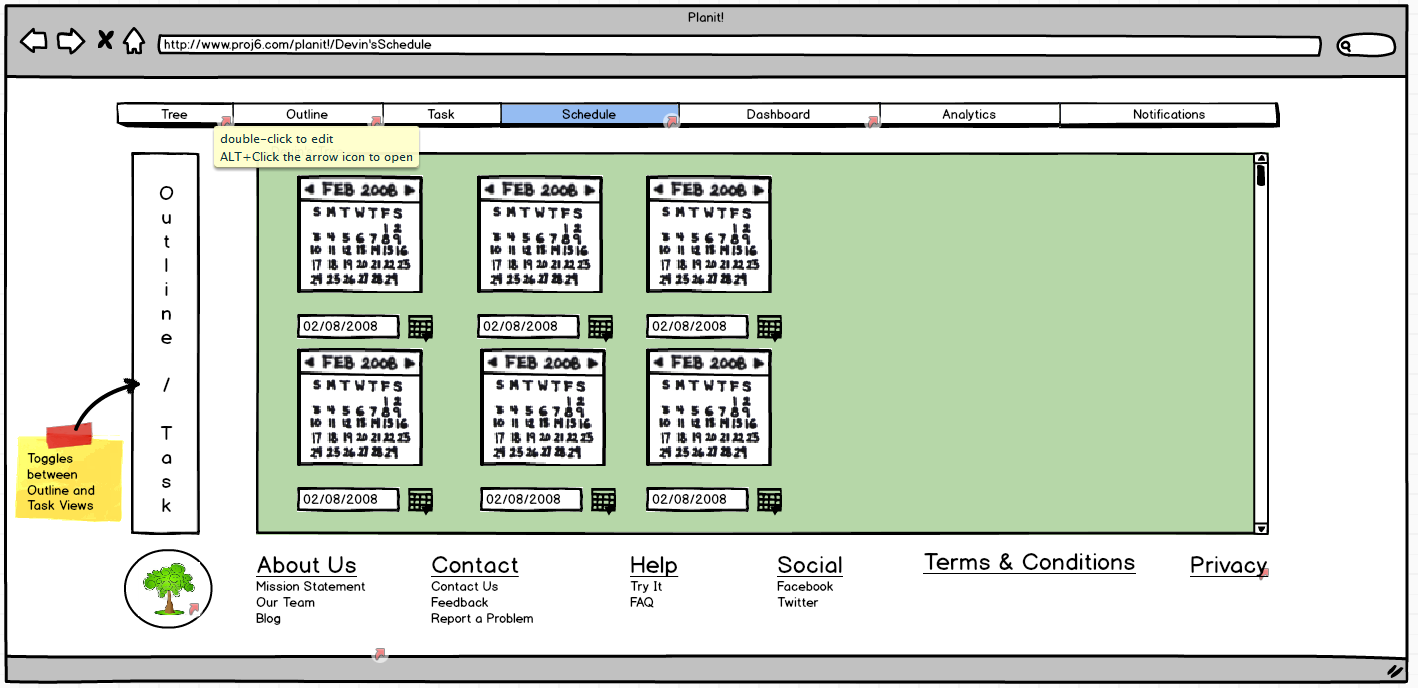 Planit!
http://www.proj6.com/planit!/Devin'sSchedule
Tree Outline Task Schedule Dashboard Analytics Notifications
double-click to edit
ALT+Click the arrow icon to open
Outline / Task
FEB 2008 FEB 2008 FEB 2008
S M T W T F S S M T W T F S S M T W T F S
1 2 1 2 1 2
3 4 5 6 7 8 9 3 4 5 6 7 8 9 3 4 5 6 7 8 9
10 11 12 13 14 15 16 10 11 12 13 14 15 16 10 11 12 13 14 15 16
17 18 19 20 21 22 23 17 18 19 20 21 22 23 17 18 19 20 21 22 23
24 25 26 27 28 29 24 25 26 27 28 29 24 25 26 27 28 29
02/08/2008 02/08/2008 02/08/2008
FEB 2008 FEB 2008 FEB 2008
S M T W T F S S M T W T F S S M T W T F S
1 2 1 2 1 2
3 4 5 6 7 8 9 3 4 5 6 7 8 9 3 4 5 6 7 8 9
10 11 12 13 14 15 16 10 11 12 13 14 15 16 10 11 12 13 14 15 16
17 18 19 20 21 22 23 17 18 19 20 21 22 23 17 18 19 20 21 22 23
24 25 26 27 28 29 24 25 26 27 28 29 24 25 26 27 28 29
02/08/2008 02/08/2008 02/08/2008
Toggles
between
Outline and
Task Views
About Us
Mission Statement
Our Team
Blog
Contact
Contact Us
Feedback
Report a Problem
Help
Try It
FAQ
Social
Facebook
Twitter
Terms & Conditions
Privacy